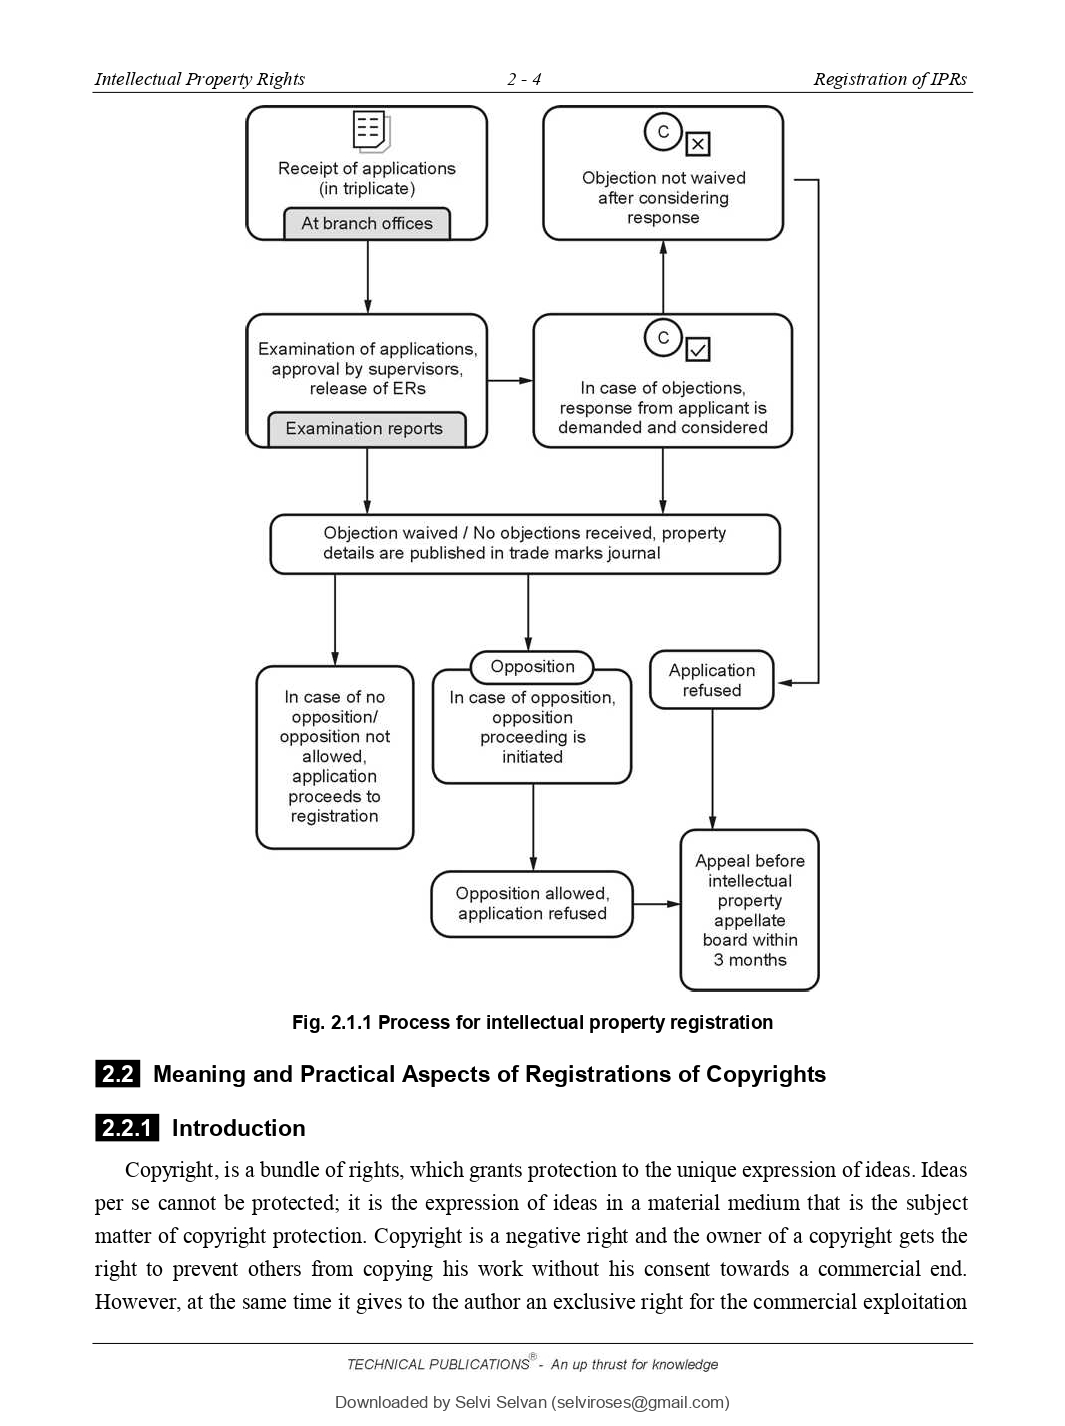 Intellectual Property Rights 2 - 4 Registration of IPRs
Receipt of applications
(in triplicate)
At branch offices
C
Objection not waived
after considering
response
Examination of applications,
approval by supervisors,
release of ERs
Examination reports
C
In case of objections,
response from applicant is
demanded and considered
Objection waived / No objections received, property
details are published in trade marks journal
In case of no
opposition/
opposition not
allowed,
application
proceeds to
registration
Opposition
In case of opposition,
opposition
proceeding is
initiated
Application
refused
Opposition allowed,
application refused
Appeal before
intellectual
property
appellate
board within
3 months
Fig. 2.1.1 Process for intellectual property registration
2.2 Meaning and Practical Aspects of Registrations of Copyrights
2.2.1 Introduction
Copyright, is a bundle of rights, which grants protection to the unique expression of ideas. Ideas
per se cannot be protected; it is the expression of ideas in a material medium that is the subject
matter of copyright protection. Copyright is a negative right and the owner of a copyright gets the
right to prevent others from copying his work without his consent towards a commercial end.
However, at the same time it gives to the author an exclusive right for the commercial exploitation
TECHNICAL PUBLICATIONS® - An up thrust for knowledge
Downloaded by Selvi Selvan (selviroses@gmail.com)